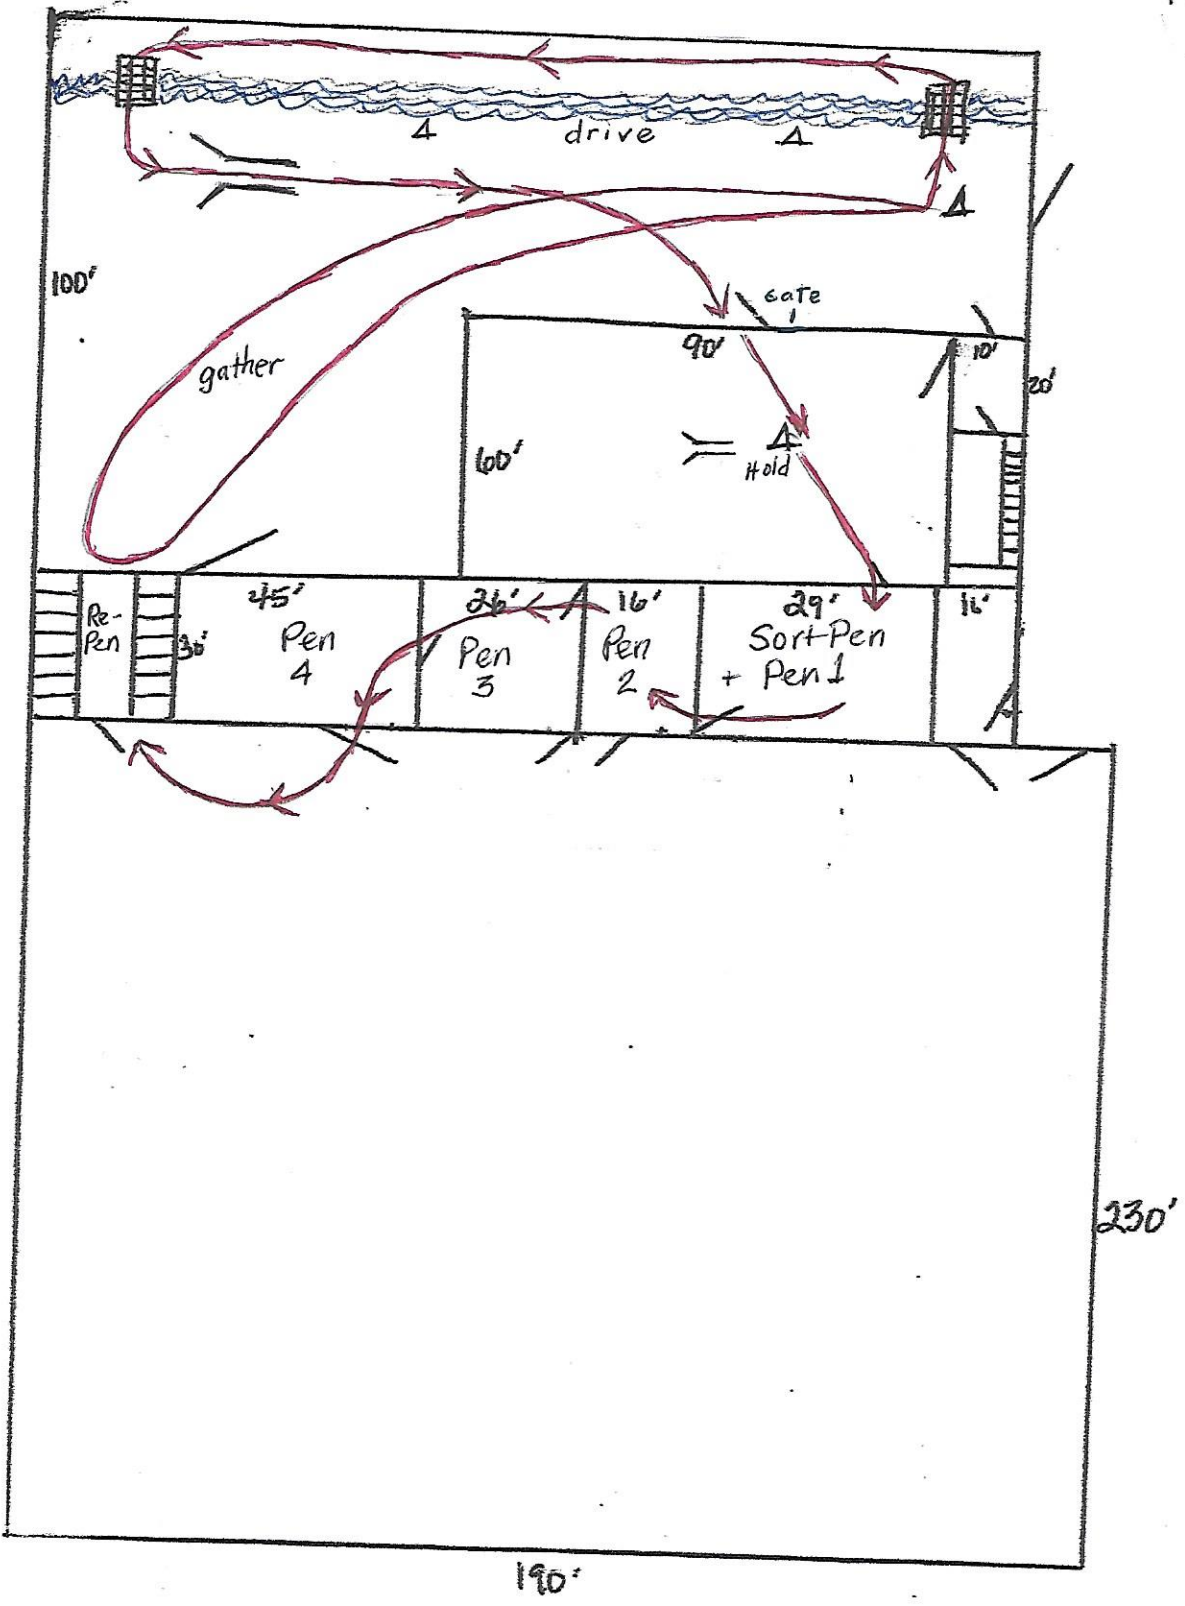 drive
100'
Gate
90'
10'
20'
gather
60'
Hold
Re-
Pen
30'
45'
Pen
4
26'
Pen
3
16'
Pen
2
29'
Sort-Pen
+ Pen 1
16'
230'
190'